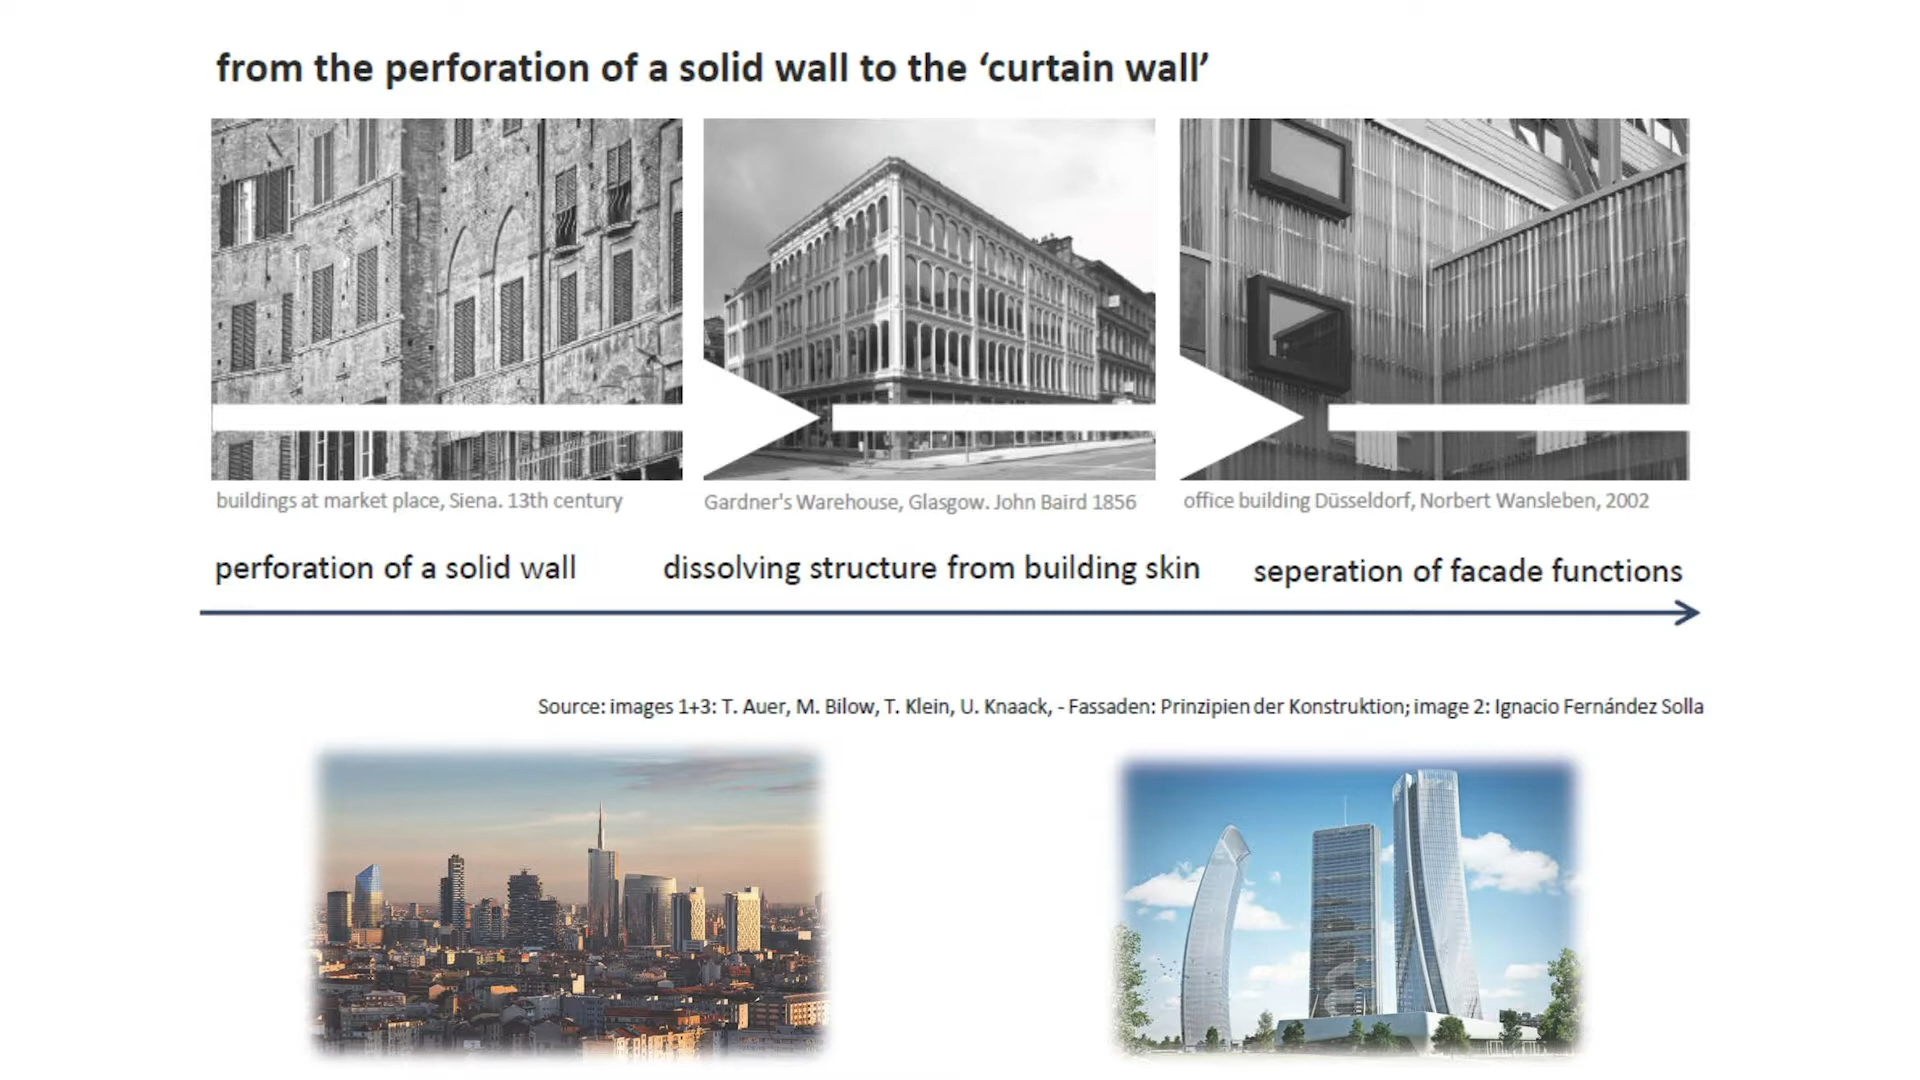 from the perforation of a solid wall to the ‘curtain wall’
buildings at market place, Siena. 13th century
Gardner's Warehouse, Glasgow. John Baird 1856
office building Düsseldorf, Norbert Wansleben, 2002
perforation of a solid wall
dissolving structure from building skin
seperation of facade functions
Source: images 1+3: T. Auer, M. Bilow, T. Klein, U. Knaack, - Fassaden: Prinzipien der Konstruktion; image 2: Ignacio Fernández Solla